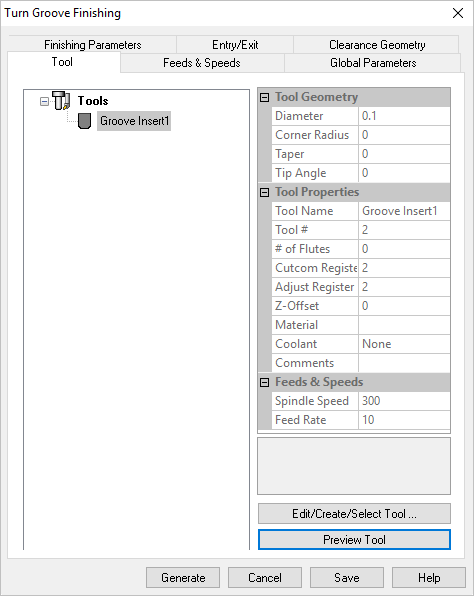 Turn Groove Finishing
Finishing Parameters Entry/Exit Clearance Geometry
Tool Feeds & Speeds Global Parameters
Tools
Groove Insert1
Tool Geometry
Diameter 0.1
Corner Radius 0
Taper 0
Tip Angle 0
Tool Properties
Tool Name Groove Insert1
Tool # 2
# of Flutes 0
Cutcom Registe 2
Adjust Register 2
Z-Offset 0
Material
Coolant None
Comments
Feeds & Speeds
Spindle Speed 300
Feed Rate 10
Edit/Create/Select Tool ...
Preview Tool
Generate Cancel Save Help